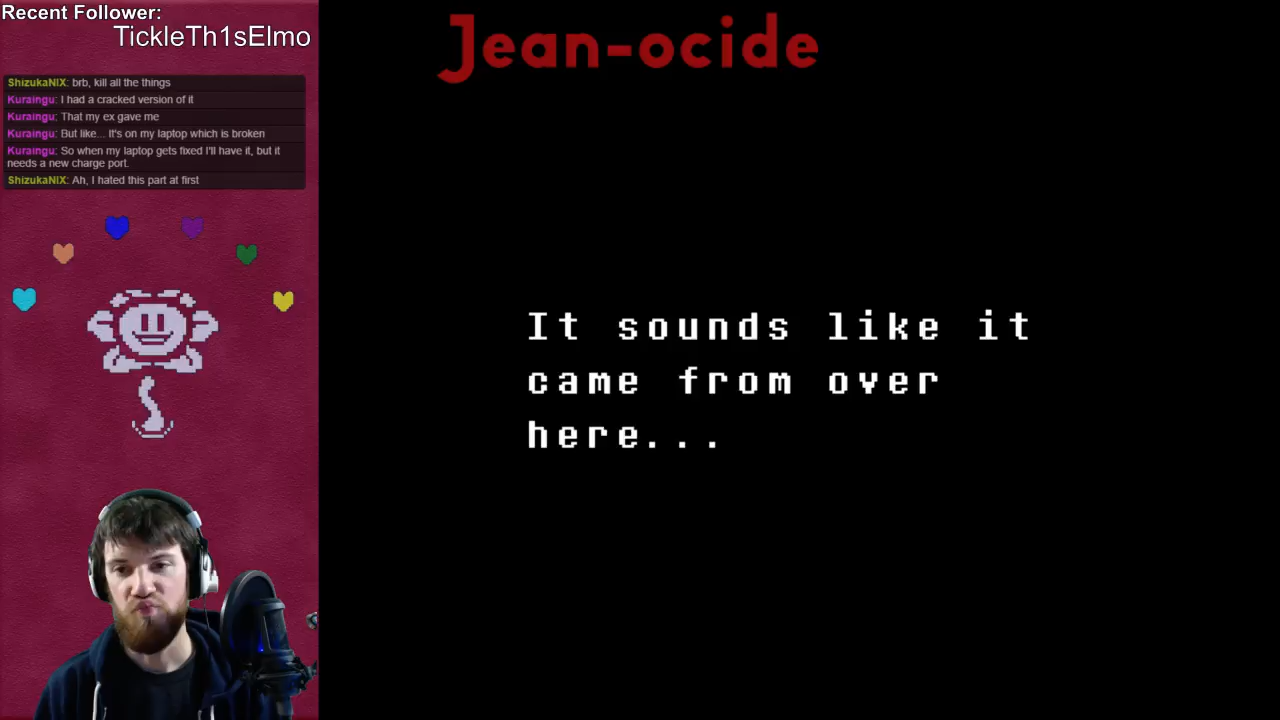 Recent Follower:
TickleTh1sElmo
ShizukaNIX: brb, kill all the things
Kuraingu: I had a cracked version of it
Kuraingu: That my ex gave me
Kuraingu: But like... It's on my laptop which is broken
Kuraingu: So when my laptop gets fixed I'll have it, but it
needs a new charge port.
ShizukaNIX: Ah, I hated this part at first
Jean-ocide
It sounds like it
came from over
here...